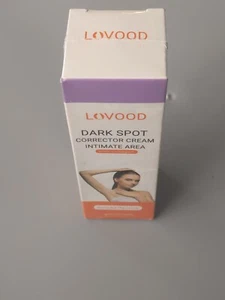 LOVOOD
LOVOOD
DARK SPOT
CORRECTOR CREAM
INTIMATE AREA